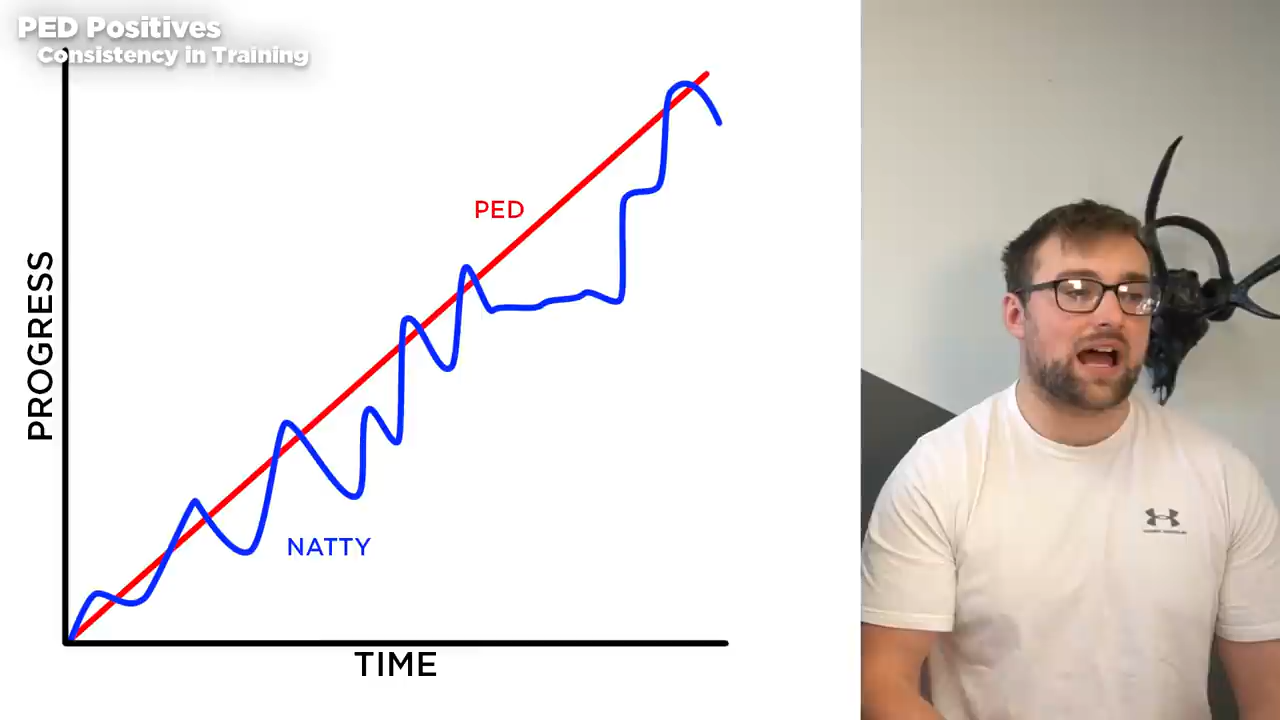 PED Positives
Consistency in Training
PED
PROGRESS
NATTY
TIME